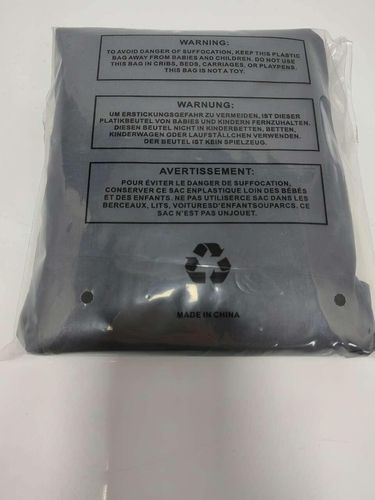 WARNING:
TO AVOID DANGER OF SUFFOCATION, KEEP THIS PLASTIC
BAG AWAY FROM BABIES AND CHILDREN. DO NOT USE
THIS BAG IN CRIBS, BEDS, CARRIAGES, OR PLAYPENS.
THIS BAG IS NOT A TOY.
WARNUNG:
UM ERSTICKUNGSGEFAHR ZU VERMEIDEN, IST DIESER
PLATIKBEUTEL VON BABIES UND KINDERN FERNZUHALTEN.
DIESEN BEUTEL NICHT IN KINDERBETTEN, BETTEN,
KINDERWAGEN ODER LAUFSTÄLLCHEN VERWENDEN.
DER BEUTEL IST KEIN SPIELZEUG.
AVERTISSEMENT:
POUR ÉVITER LE DANGER DE SUFFOCATION,
CONSERVER CE SAC ENPLASTIQUE LOIN DES BÉBÉS
ET DES ENFANTS. NE PAS UTILISERCE SAC DANS LES
BERCEAUX, LITS, VOITURESD'ENFANTSOUPARCS. CE
SAC N'EST PAS UNJOUET.
MADE IN CHINA